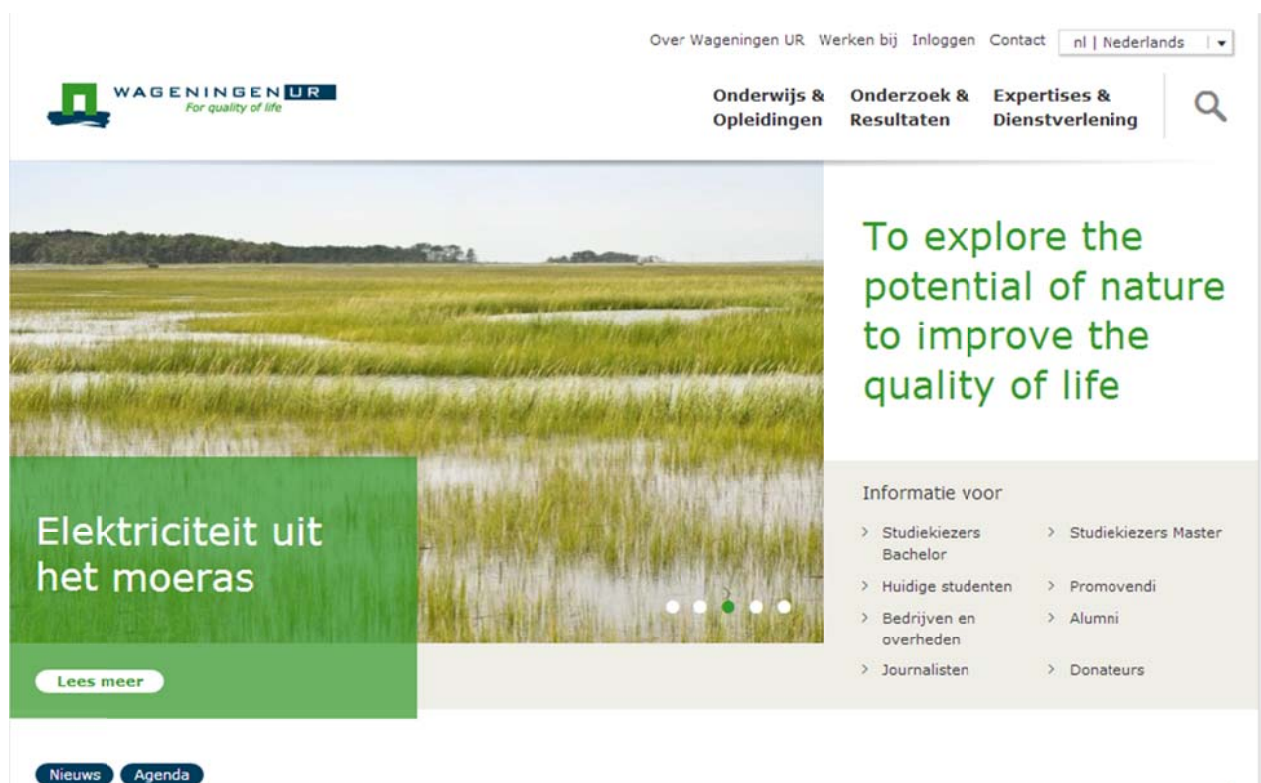 Over Wageningen UR Werken bij Inloggen Contact nl | Nederlands
WAGENINGEN UR
For quality of life
Onderwijs &
Opleidingen
Onderzoek &
Resultaten
Expertises &
Dienstverlening
To explore the
potential of nature
to improve the
quality of life
Elektriciteit uit
het moeras
Lees meer
Informatie voor
Studiekiezers
Bachelor
Studiekiezers Master
Huidige studenten
Promovendi
Bedrijven en
overheden
Alumni
Journalisten
Donateurs
Nieuws Agenda